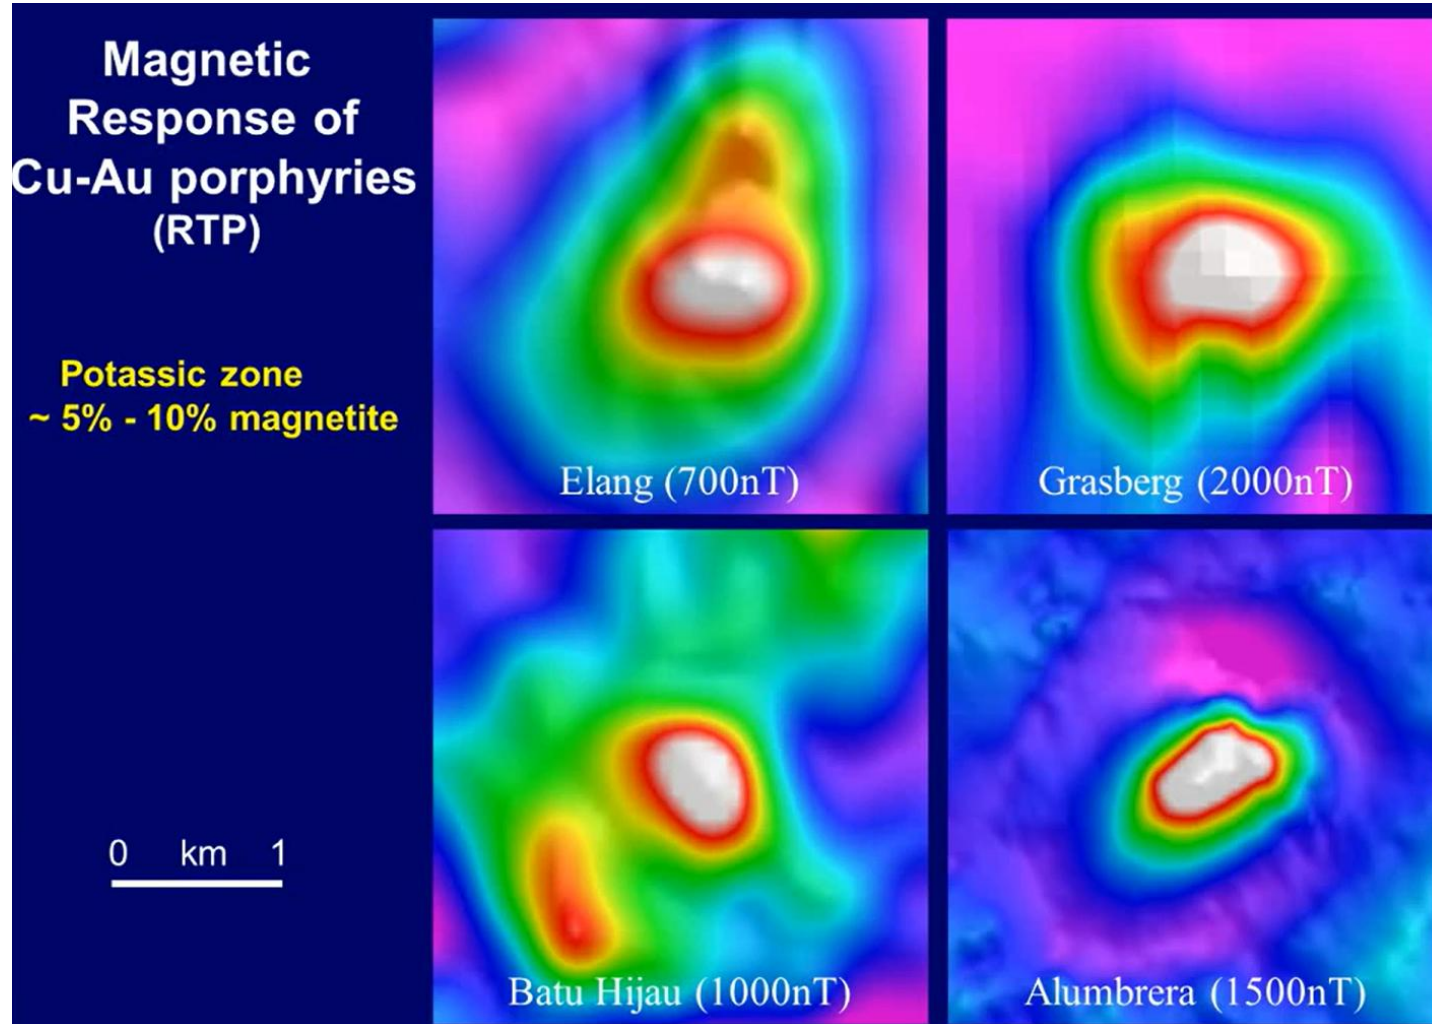 Magnetic
Response of
Cu-Au porphyries
(RTP)
Potassic zone
~ 5% - 10% magnetite
0 km 1
Elang (700nT)
Grasberg (2000nT)
Batu Hijau (1000nT)
Alumbrera (1500nT)